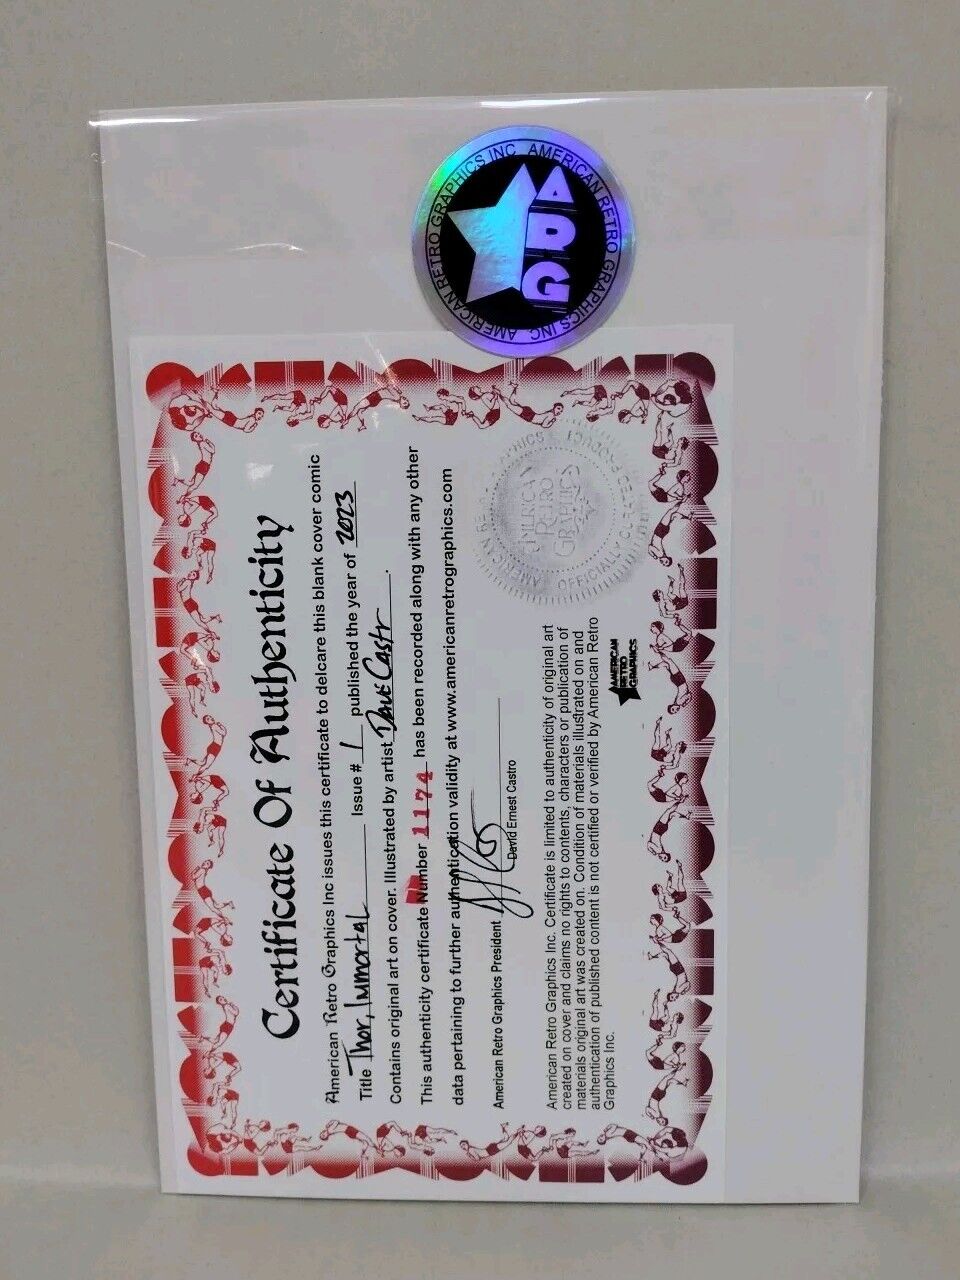 AMERICAN RETRO GRAPHICS INC. AMERICAN RETRO GRAPHICS INC.
ARG
Certificate Of Authenticity
American Retro Graphics Inc issues this certificate to delcare this blank cover comic
Title Thor, Immortal Issue # 1 published the year of 2023
Contains original art on cover. Illustrated by artist Dave Castr.
This authenticity certificate Number 1174 has been recorded along with any other
data pertaining to further authentication validity at www.americanretrographics.com
American Retro Graphics President
David Ernest Castro
American Retro Graphics Inc. Certificate is limited to authenticity of original art
created on cover and claims no rights to contents, characters or publication of
materials original art was created on. Condition of materials illustrated on and
authentication of published content is not certified or verified by American Retro
Graphics Inc.
AMERICAN
RETRO
GRAPHICS
AMERICAN
RETRO
GRAPHICS
OFFICIALLY
PRODUCT